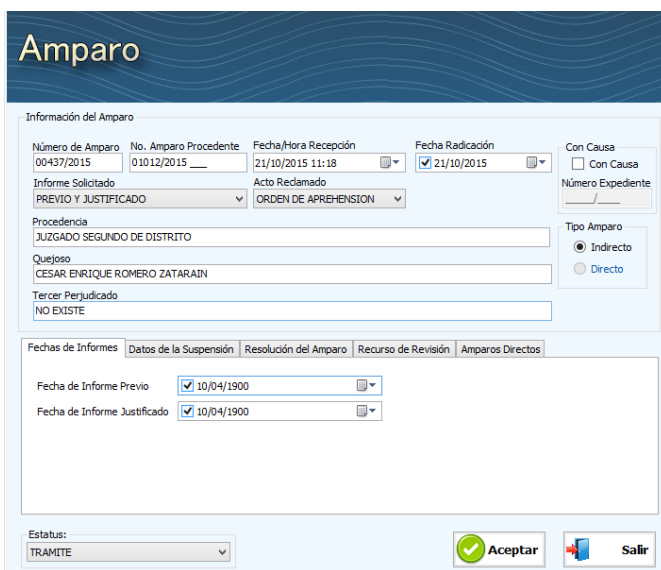 Amparo
Información del Amparo
Número de Amparo No. Amparo Procedente Fecha/Hora Recepción Fecha Radicación Con Causa
00437/2015 01012/2015 ___ 21/10/2015 11:18 21/10/2015 Con Causa
Informe Solicitado Acto Reclamado Número Expediente
PREVIO Y JUSTIFICADO ORDEN DE APREHENSION _____/____
Procedencia Tipo Amparo
JUZGADO SEGUNDO DE DISTRITO Indirecto
Quejoso Directo
CESAR ENRIQUE ROMERO ZATARAIN
Tercer Perjudicado
NO EXISTE
Fechas de Informes Datos de la Suspensión Resolución del Amparo Recurso de Revisión Amparos Directos
Fecha de Informe Previo 10/04/1900
Fecha de Informe Justificado 10/04/1900
Estatus:
TRAMITE Aceptar Salir